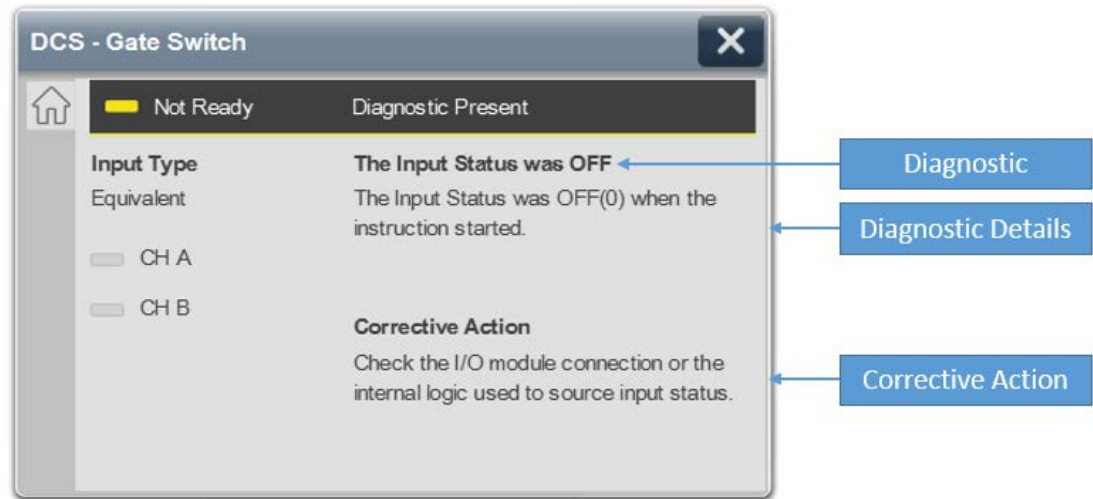 DCS - Gate Switch
Not Ready
Diagnostic Present
Input Type
Equivalent
CH A
CH B
The Input Status was OFF
The Input Status was OFF(0) when the
instruction started.
Corrective Action
Check the I/O module connection or the
internal logic used to source input status.
Diagnostic
Diagnostic Details
Corrective Action